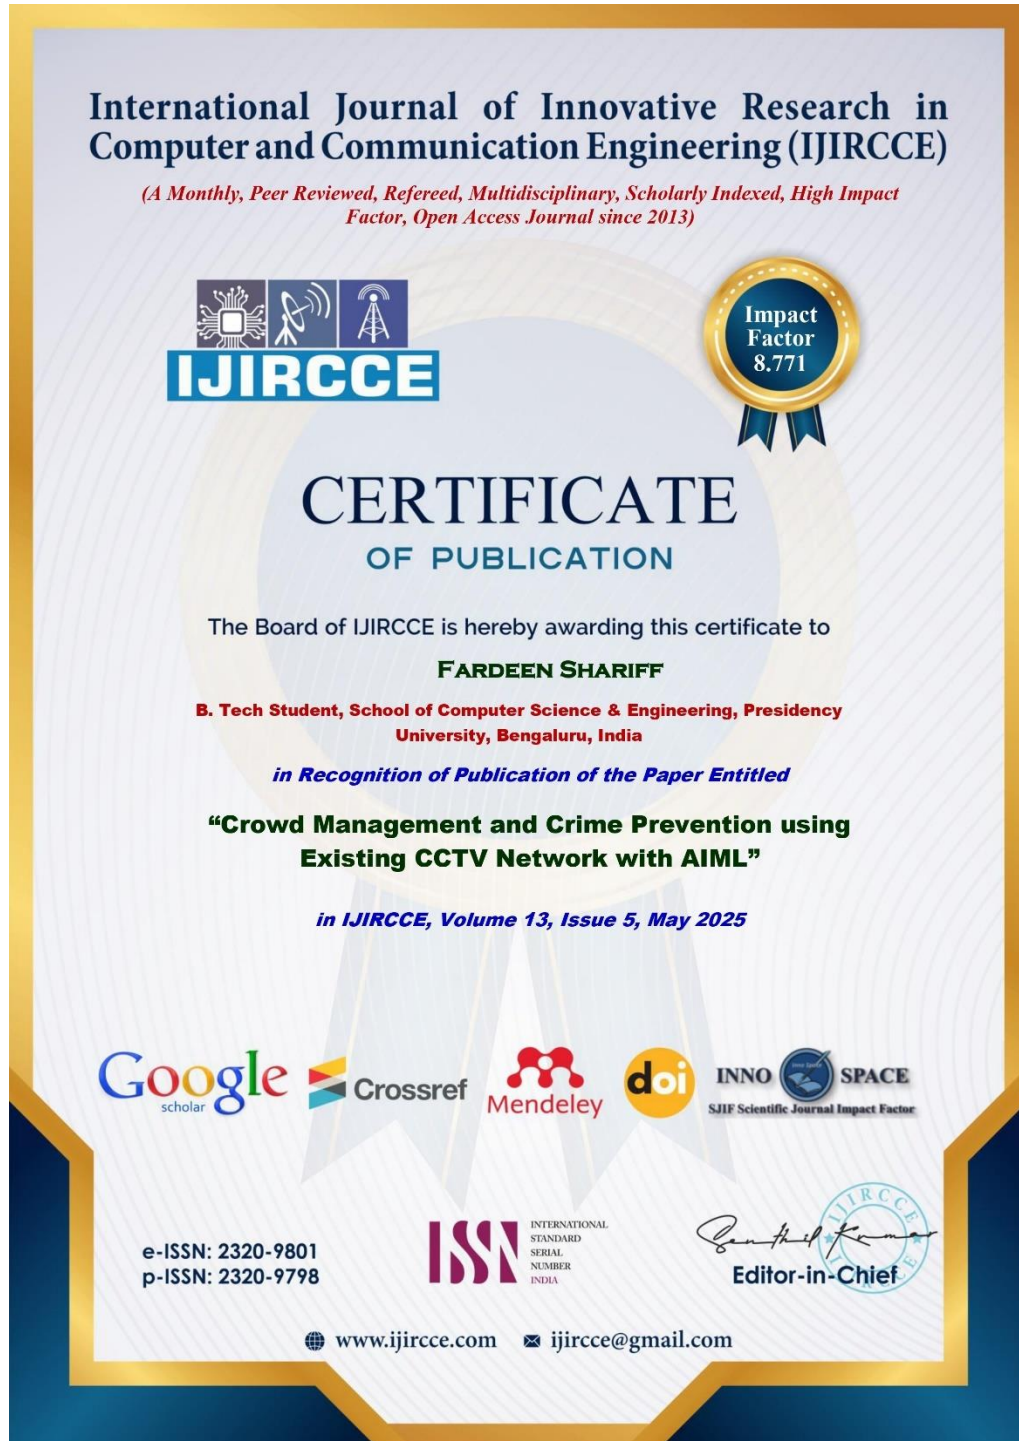 International Journal of Innovative Research in
Computer and Communication Engineering (IJIRCCE)
(A Monthly, Peer Reviewed, Refereed, Multidisciplinary, Scholarly Indexed, High Impact
Factor, Open Access Journal since 2013)
IJIRCCE
Impact
Factor
8.771
CERTIFICATE
OF PUBLICATION
The Board of IJIRCCE is hereby awarding this certificate to
FARDEEN SHARIFF
B. Tech Student, School of Computer Science & Engineering, Presidency
University, Bengaluru, India
in Recognition of Publication of the Paper Entitled
“Crowd Management and Crime Prevention using
Existing CCTV Network with AIML”
in IJIRCCE, Volume 13, Issue 5, May 2025
Google
scholar
Crossref
Mendeley
doi
INNO SPACE
SJIF Scientific Journal Impact Factor
e-ISSN: 2320-9801
p-ISSN: 2320-9798
ISSN
INTERNATIONAL
STANDARD
SERIAL
NUMBER
INDIA
Senthil Kumar
IJIRCCE
IJIRCCE
Editor-in-Chief
www.ijircce.com ijircce@gmail.com